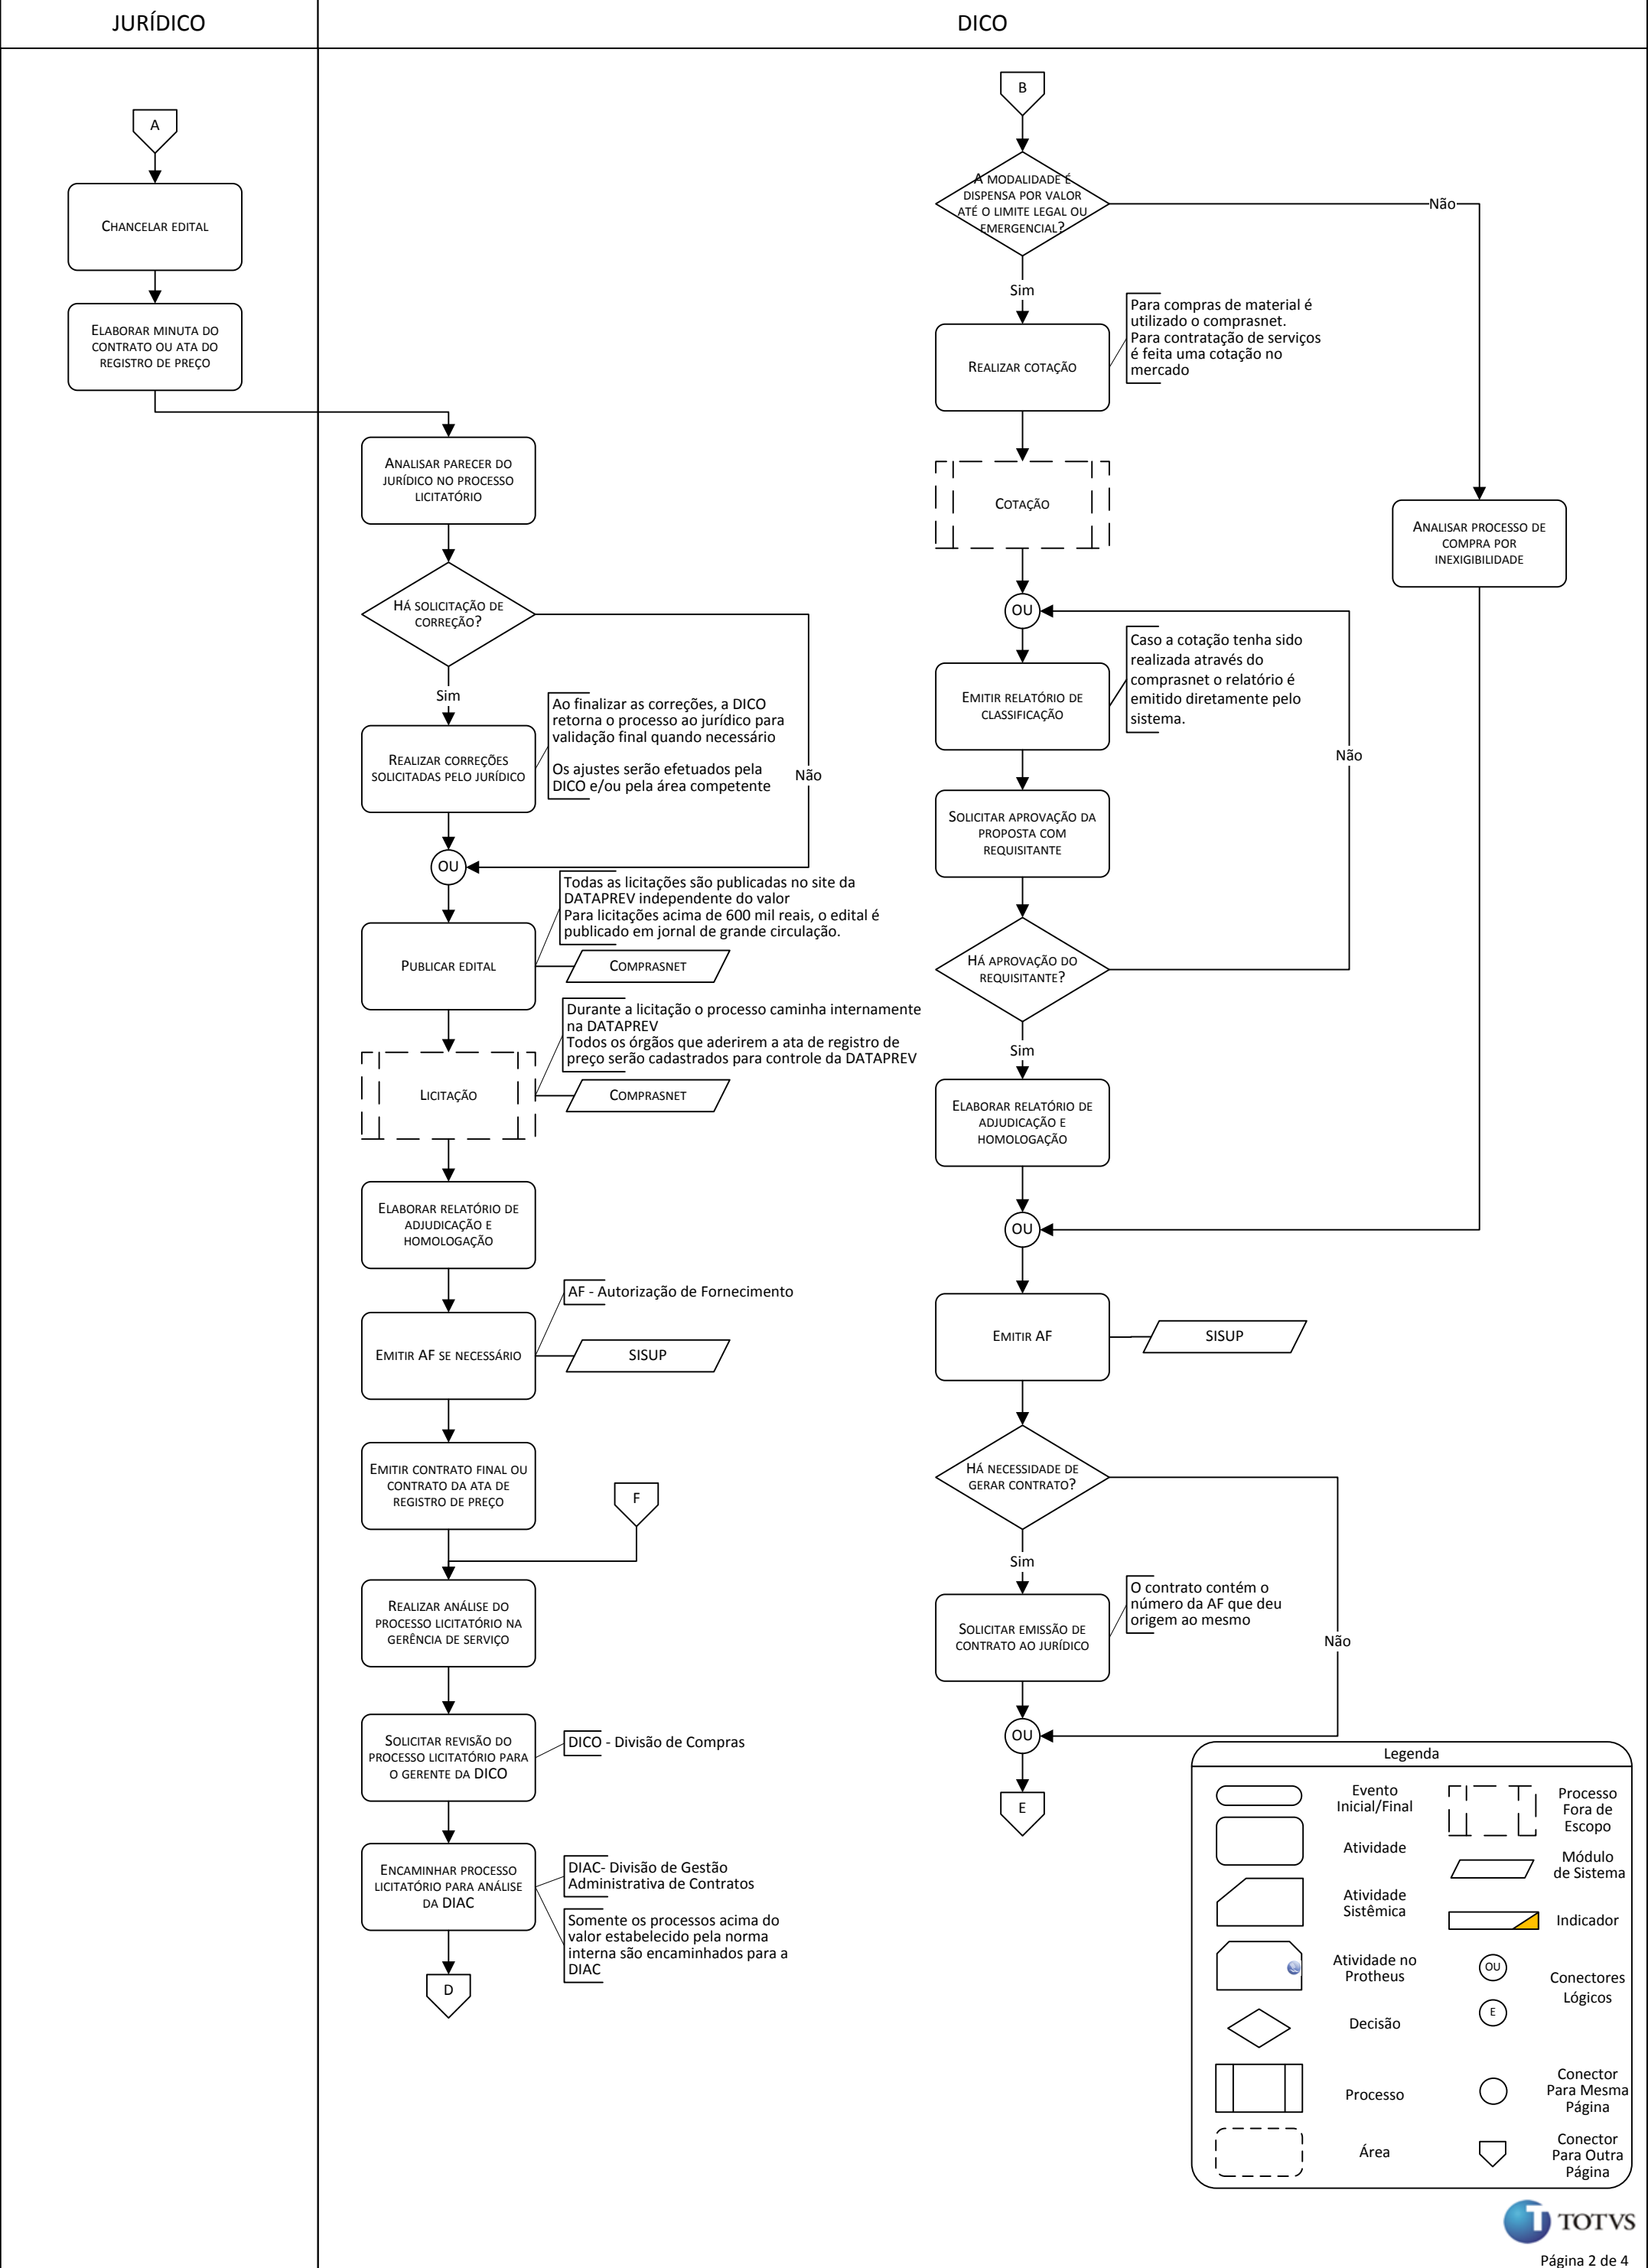 JURÍDICO
DICO
A
CHANCELAR EDITAL
ELABORAR MINUTA DO
CONTRATO OU ATA DO
REGISTRO DE PREÇO
ANALISAR PARECER DO
JURÍDICO NO PROCESSO
LICITATÓRIO
HÁ SOLICITAÇÃO DE
CORREÇÃO?
Sim
Não
REALIZAR CORREÇÕES
SOLICITADAS PELO JURÍDICO
Ao finalizar as correções, a DICO
retorna o processo ao jurídico para
validação final quando necessário
Os ajustes serão efetuados pela
DICO e/ou pela área competente
OU
Todas as licitações são publicadas no site da
DATAPREV independente do valor
Para licitações acima de 600 mil reais, o edital é
publicado em jornal de grande circulação.
PUBLICAR EDITAL
COMPRASNET
Durante a licitação o processo caminha internamente
na DATAPREV
Todos os órgãos que aderirem a ata de registro de
preço serão cadastrados para controle da DATAPREV
LICITAÇÃO
COMPRASNET
ELABORAR RELATÓRIO DE
ADJUDICAÇÃO E
HOMOLOGAÇÃO
AF - Autorização de Fornecimento
EMITIR AF SE NECESSÁRIO
SISUP
EMITIR CONTRATO FINAL OU
CONTRATO DA ATA DE
REGISTRO DE PREÇO
F
REALIZAR ANÁLISE DO
PROCESSO LICITATÓRIO NA
GERÊNCIA DE SERVIÇO
SOLICITAR REVISÃO DO
PROCESSO LICITATÓRIO PARA
O GERENTE DA DICO
DICO - Divisão de Compras
ENCAMINHAR PROCESSO
LICITATÓRIO PARA ANÁLISE
DA DIAC
DIAC- Divisão de Gestão
Administrativa de Contratos
Somente os processos acima do
valor estabelecido pela norma
interna são encaminhados para a
DIAC
D
B
A MODALIDADE É
DISPENSA POR VALOR
ATÉ O LIMITE LEGAL OU
EMERGENCIAL?
Não
Sim
REALIZAR COTAÇÃO
Para compras de material é
utilizado o comprasnet.
Para contratação de serviços
é feita uma cotação no
mercado
COTAÇÃO
ANALISAR PROCESSO DE
COMPRA POR
INEXIGIBILIDADE
OU
EMITIR RELATÓRIO DE
CLASSIFICAÇÃO
Caso a cotação tenha sido
realizada através do
comprasnet o relatório é
emitido diretamente pelo
sistema.
Não
SOLICITAR APROVAÇÃO DA
PROPOSTA COM
REQUISITANTE
HÁ APROVAÇÃO DO
REQUISITANTE?
Sim
ELABORAR RELATÓRIO DE
ADJUDICAÇÃO E
HOMOLOGAÇÃO
OU
EMITIR AF
SISUP
HÁ NECESSIDADE DE
GERAR CONTRATO?
Sim
SOLICITAR EMISSÃO DE
CONTRATO AO JURÍDICO
O contrato contém o
número da AF que deu
origem ao mesmo
Não
OU
E
Legenda
Evento
Inicial/Final
Atividade
Atividade
Sistêmica
Atividade no
Protheus
Decisão
Processo
Área
Processo
Fora de
Escopo
Módulo
de Sistema
Indicador
OU
E
Conectores
Lógicos
Conector
Para Mesma
Página
Conector
Para Outra
Página
TOTVS
Página 2 de 4